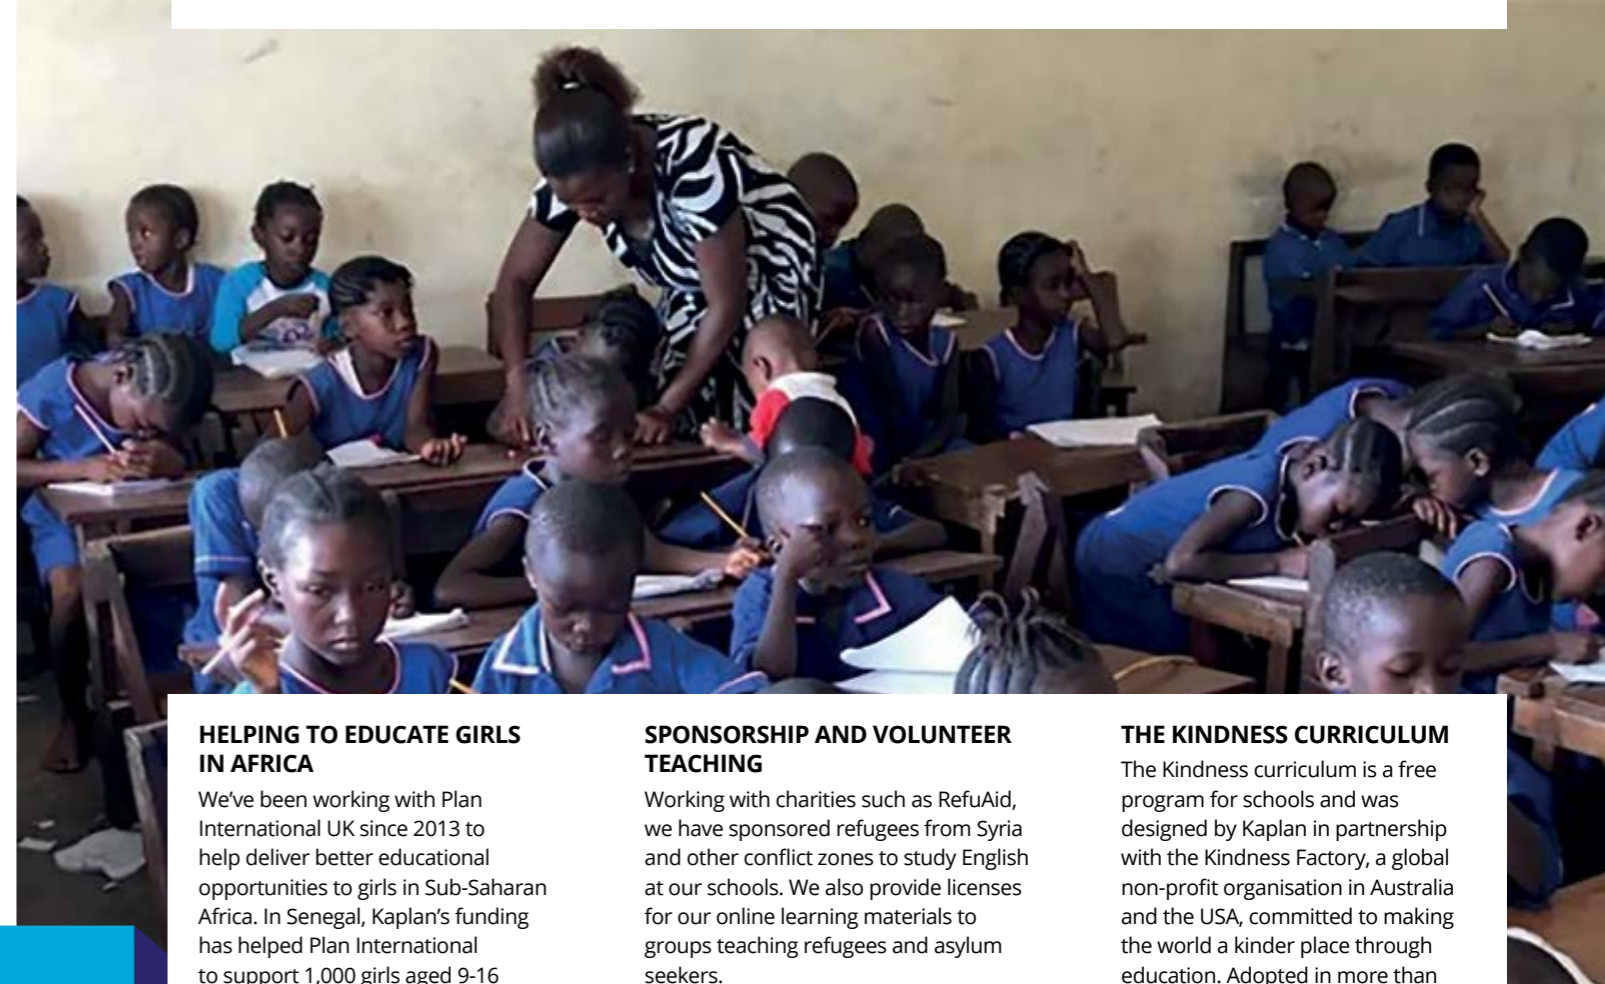 HELPING TO EDUCATE GIRLS
IN AFRICA
We’ve been working with Plan
International UK since 2013 to
help deliver better educational
opportunities to girls in Sub-Saharan
Africa. In Senegal, Kaplan’s funding
has helped Plan International
to support 1,000 girls aged 9-16
SPONSORSHIP AND VOLUNTEER
TEACHING
Working with charities such as RefuAid,
we have sponsored refugees from Syria
and other conflict zones to study English
at our schools. We also provide licenses
for our online learning materials to
groups teaching refugees and asylum
seekers.
THE KINDNESS CURRICULUM
The Kindness curriculum is a free
program for schools and was
designed by Kaplan in partnership
with the Kindness Factory, a global
non-profit organisation in Australia
and the USA, committed to making
the world a kinder place through
education. Adopted in more than